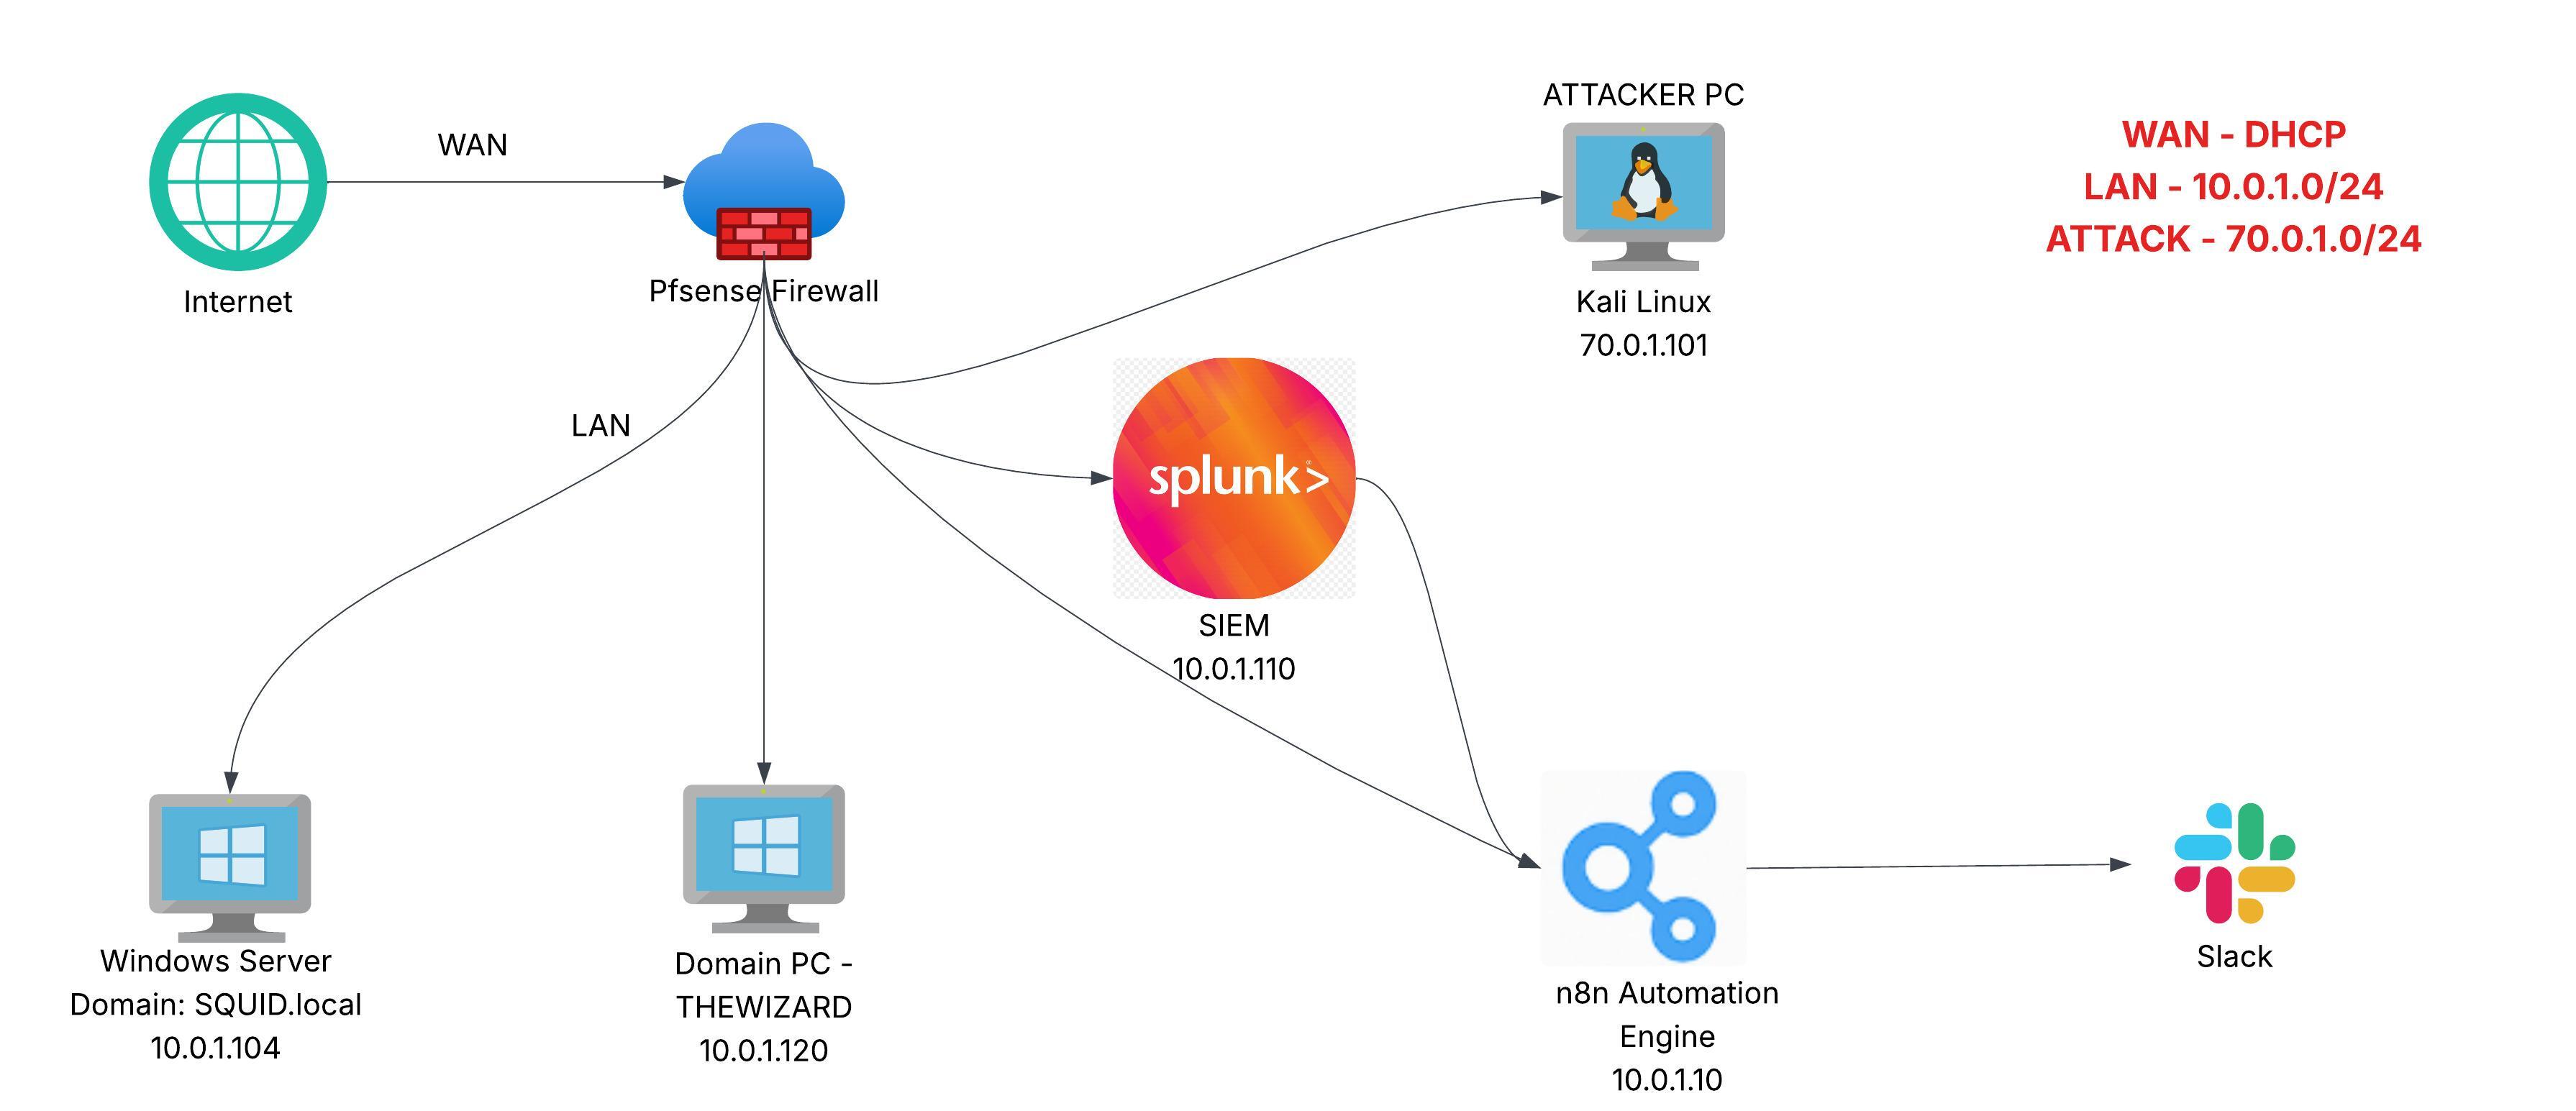 ATTACKER PC
WAN
WAN - DHCP
LAN - 10.0.1.0/24
ATTACK - 70.0.1.0/24
Internet
Pfsense Firewall
Kali Linux
70.0.1.101
LAN
splunk>
SIEM
10.0.1.110
Windows Server
Domain: SQUID.local
10.0.1.104
Domain PC -
THEWIZARD
10.0.1.120
n8n Automation
Engine
10.0.1.10
Slack